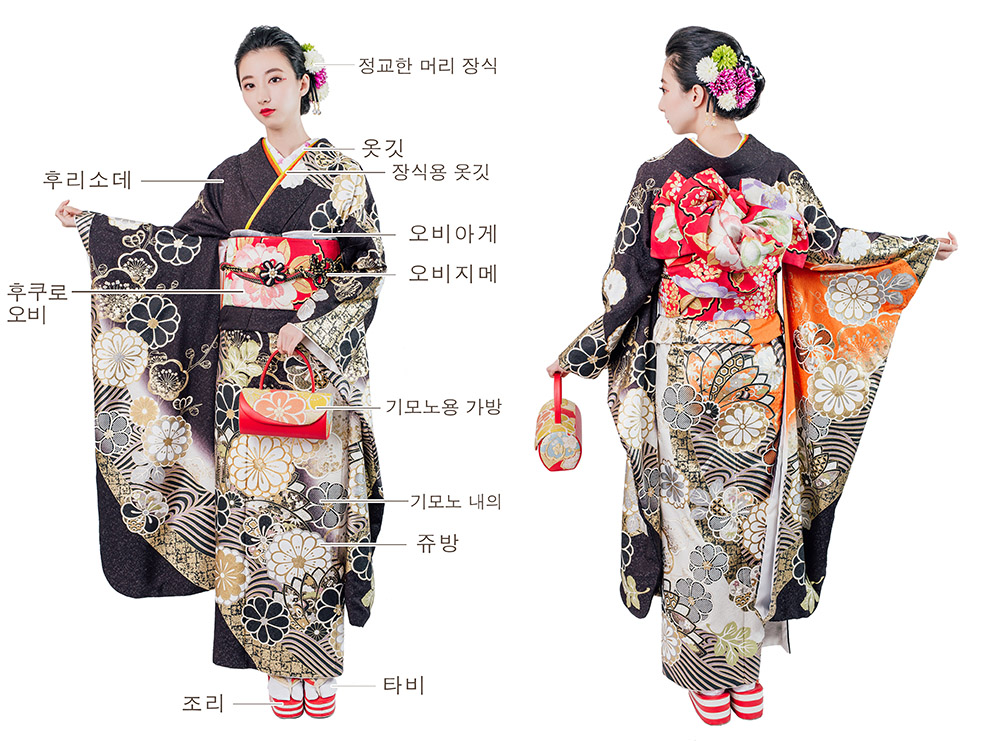 정교한 머리 장식
옷깃
장식용 옷깃
후리소데
오비아게
오비지메
후쿠로
오비
기모노용 가방
기모노 내의
쥬방
타비
조리